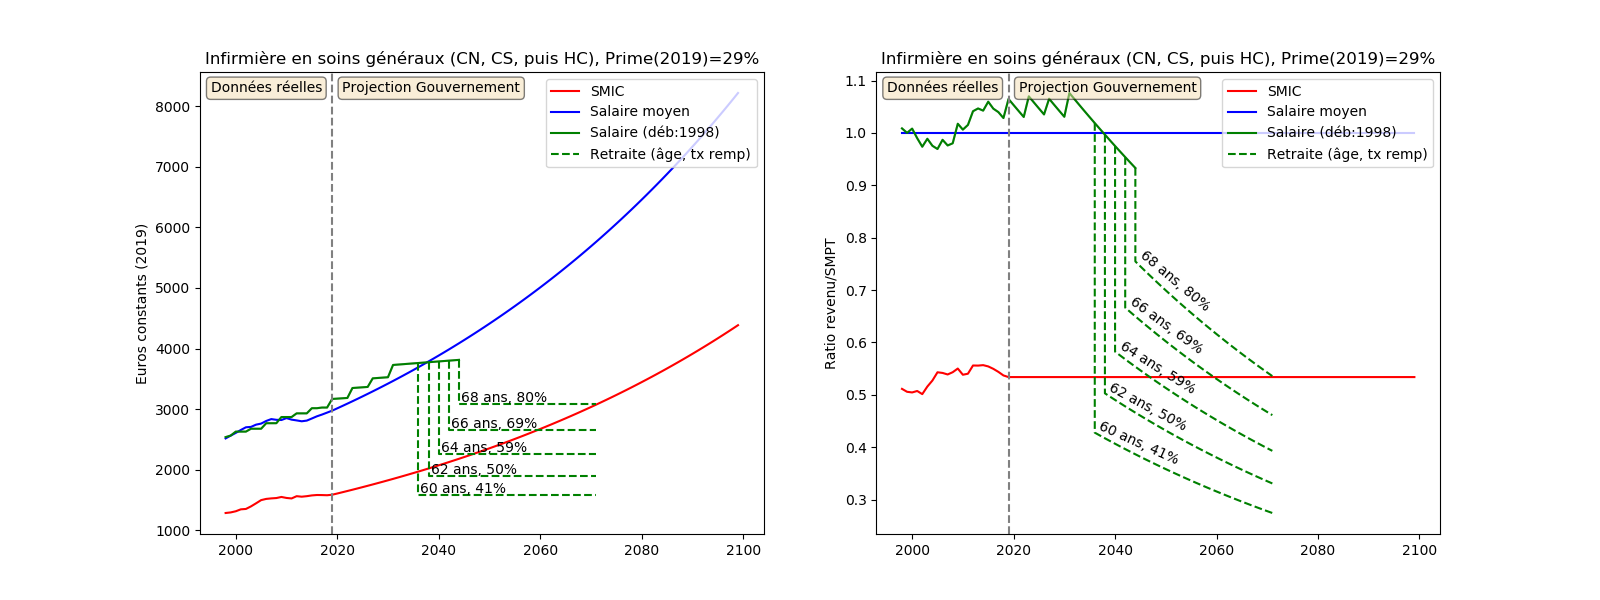 Infirmière en soins généraux (CN, CS, puis HC), Prime(2019)=29%
Données réelles
Projection Gouvernement
SMIC
Salaire moyen
Salaire (déb:1998)
Retraite (âge, tx remp)
Euros constants (2019)
8000
7000
6000
5000
4000
3000
2000
1000
68 ans, 80%
66 ans, 69%
64 ans, 59%
62 ans, 50%
60 ans, 41%
2000 2020 2040 2060 2080 2100
Infirmière en soins généraux (CN, CS, puis HC), Prime(2019)=29%
Données réelles
Projection Gouvernement
SMIC
Salaire moyen
Salaire (déb:1998)
Retraite (âge, tx remp)
Ratio revenu/SMPT
1.1
1.0
0.9
0.8
0.7
0.6
0.5
0.4
0.3
68 ans, 80%
66 ans, 69%
64 ans, 59%
62 ans, 50%
60 ans, 41%
2000 2020 2040 2060 2080 2100